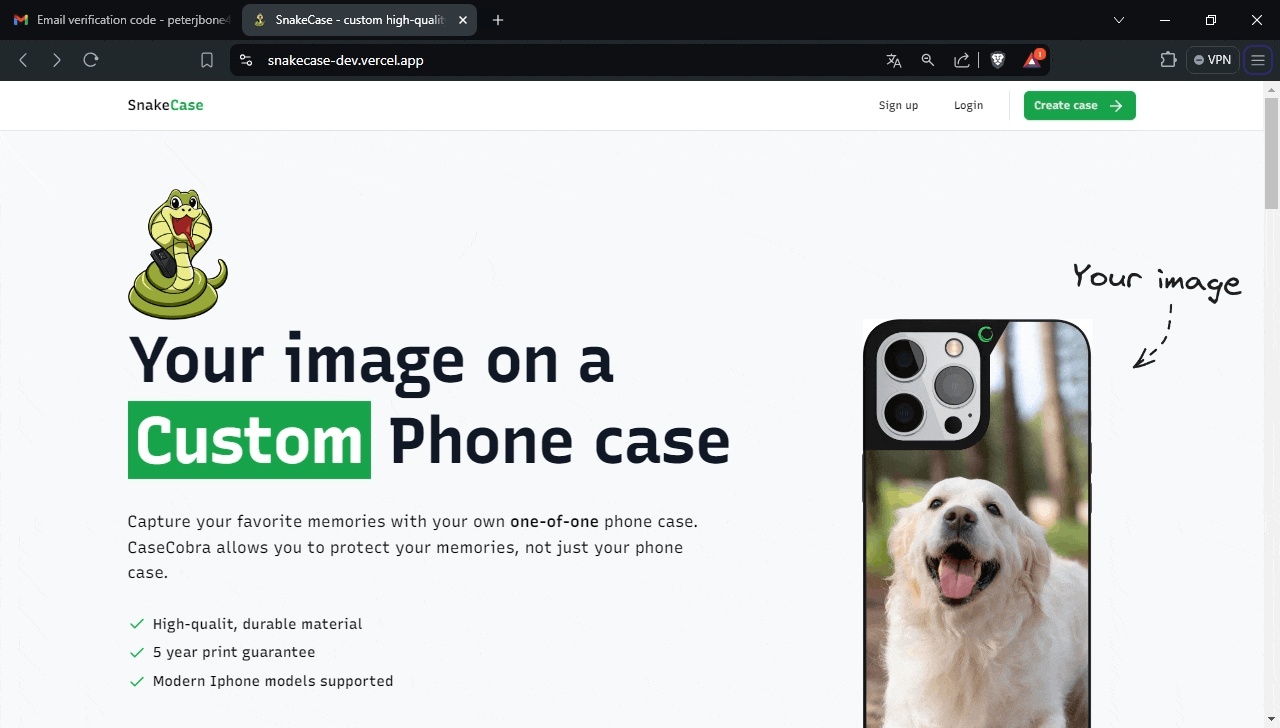 Email verification code - peterjbone4
SnakeCase - custom high-qualit
snakecase-dev.vercel.app
1
VPN
SnakeCase
Sign up
Login
Create case
Your image
Your image on a
Custom Phone case
Capture your favorite memories with your own one-of-one phone case.
CaseCobra allows you to protect your memories, not just your phone
case.
High-qualit, durable material
5 year print guarantee
Modern Iphone models supported